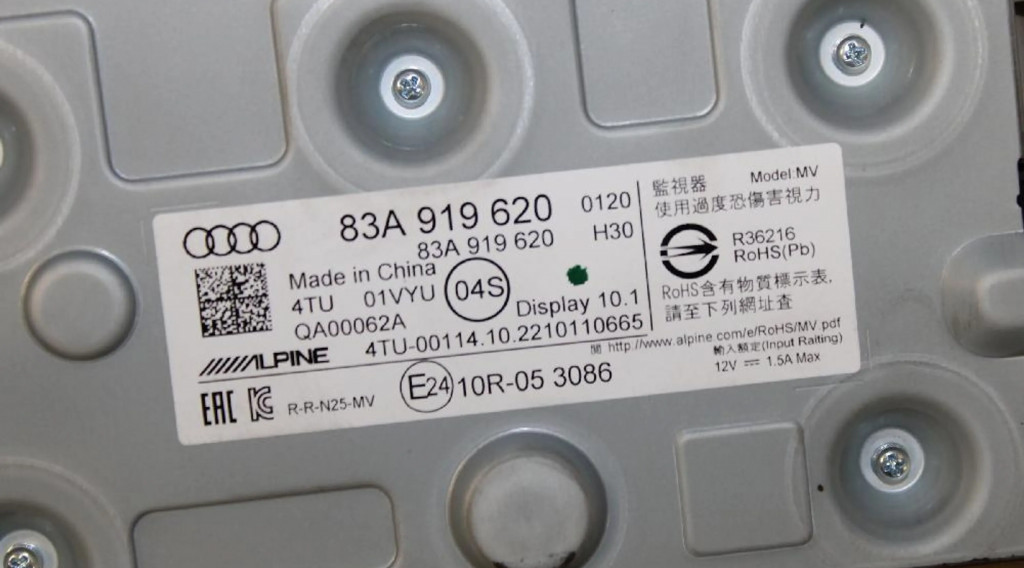 83A 919 620 0120
83A 919 620 H30
Made in China
4TU 01VYU 04S
QA00062A Display 10.1
ALPINE 4TU-00114.10.2210110665
EAC R-R-N25-MV E24 10R-05 3086
Model:MV
監視器
使用過度恐傷害視力
R36216
RoHS(Pb)
RoHS含有物質標示表,
請至下列網址查
閱 http://www.alpine.com/e/RoHS/MV.pdf
輸入額定(Input Raiting)
12V ⎓ 1.5A Max